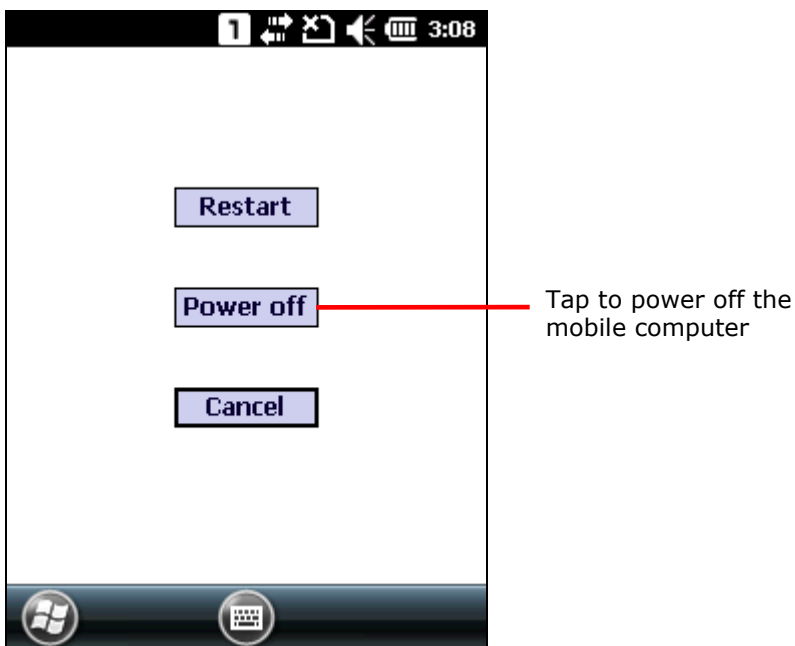 1 3:08
Restart
Power off
Tap to power off the
mobile computer
Cancel